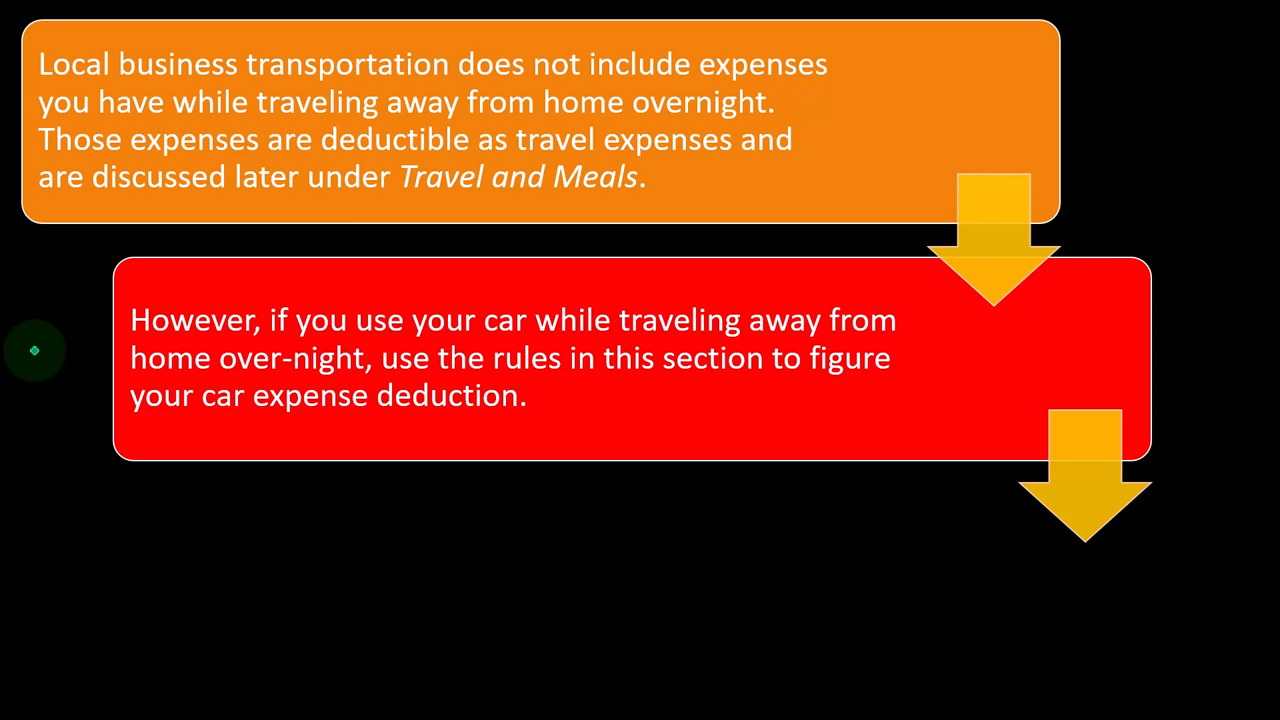 Local business transportation does not include expenses
you have while traveling away from home overnight.
Those expenses are deductible as travel expenses and
are discussed later under Travel and Meals.
However, if you use your car while traveling away from
home over-night, use the rules in this section to figure
your car expense deduction.